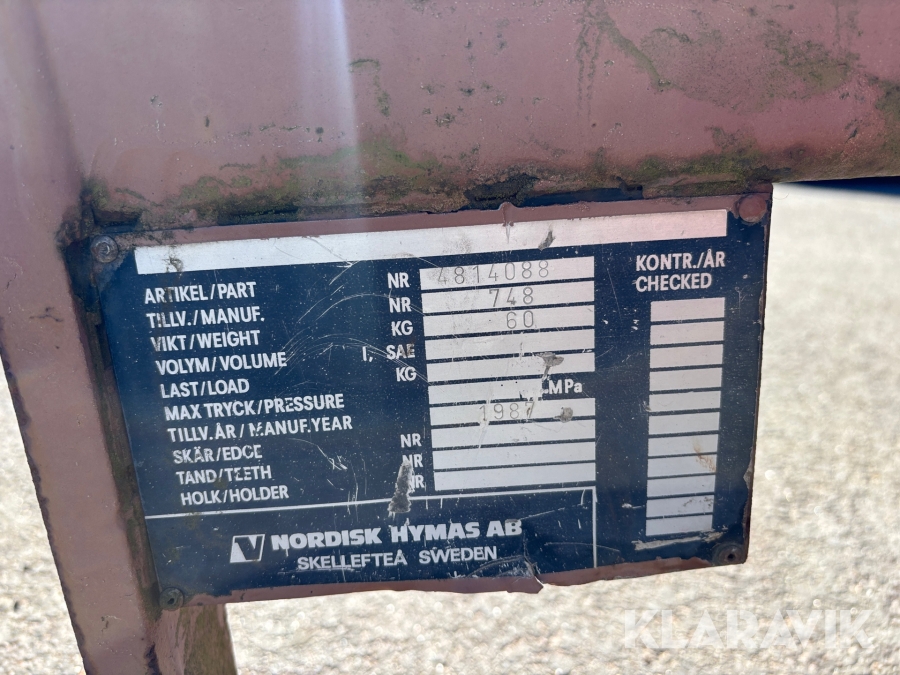 ARTIKEL/PART NR 4814088
TILLV./MANUF. NR 748
VIKT/WEIGHT KG 60
VOLYM/VOLUME l, SAE
LAST/LOAD KG
MAX TRYCK/PRESSURE MPa
TILLV.ÅR/MANUF.YEAR 1987
SKÄR/EDGE NR
TAND/TEETH NR
HOLK/HOLDER NR
KONTR./ÅR
CHECKED
NORDISK HYMAS AB
SKELLEFTEÅ SWEDEN
KLARAVIK